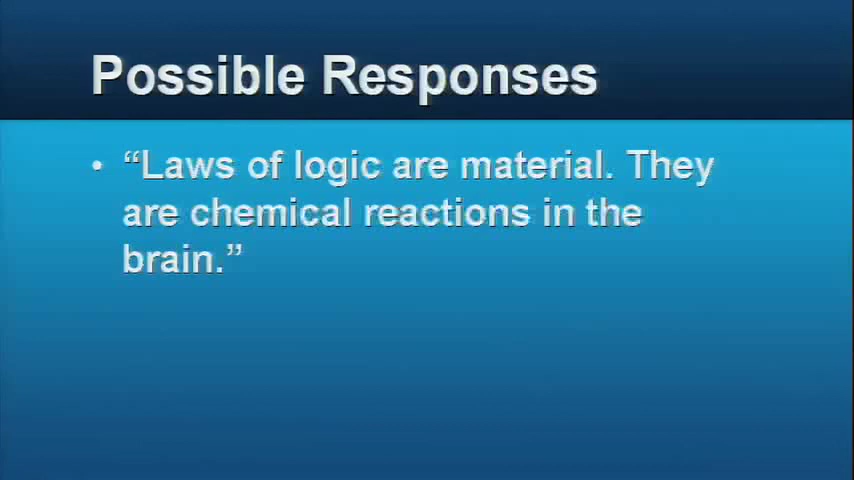 Possible Responses
• “Laws of logic are material. They
are chemical reactions in the
brain.”